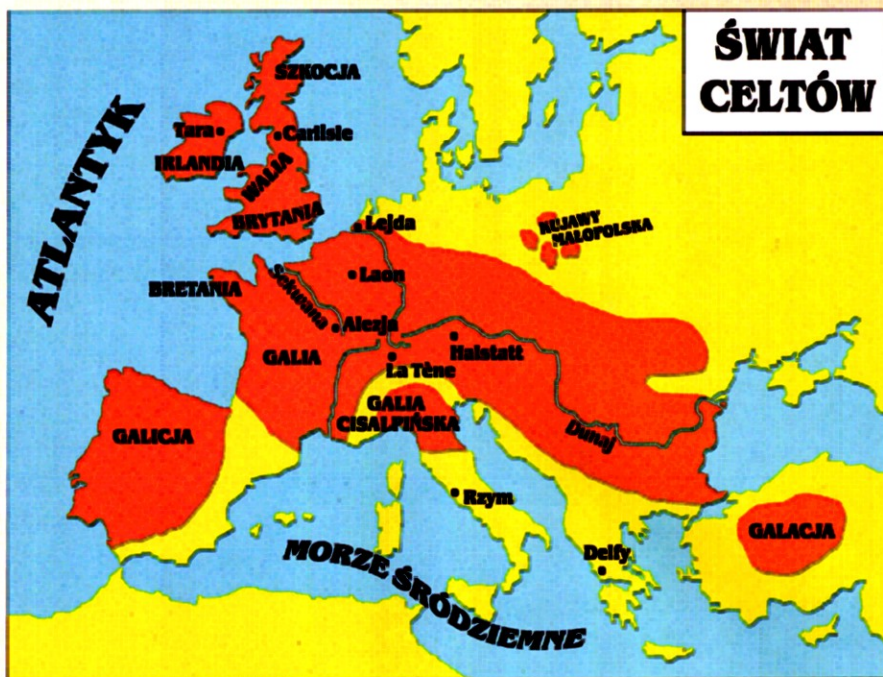 ŚWIAT
CELTÓW
ATLANTYK
SZKOCJA
Tara
Carlisle
IRLANDIA
WALIA
BRYTANIA
Lejda
KUJAWY
MAŁOPOLSKA
Laon
BRETANIA
Sekwana
Alezja
GALIA
Halstatt
La Tène
GALIA
CISALPIŃSKA
GALICJA
Dunaj
Rzym
GALACJA
Delfy
MORZE ŚRÓDZIEMNE